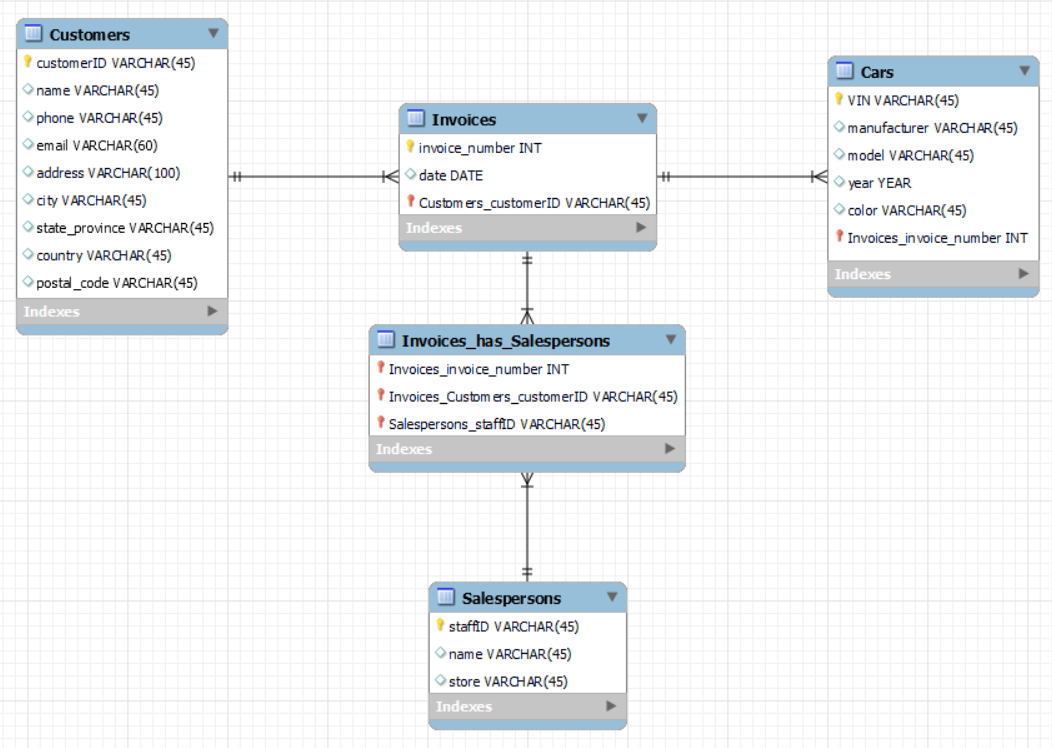 Customers
customerID VARCHAR(45)
name VARCHAR(45)
phone VARCHAR(45)
email VARCHAR(60)
address VARCHAR(100)
city VARCHAR(45)
state_province VARCHAR(45)
country VARCHAR(45)
postal_code VARCHAR(45)
Indexes
Invoices
invoice_number INT
date DATE
Customers_customerID VARCHAR(45)
Indexes
Cars
VIN VARCHAR(45)
manufacturer VARCHAR(45)
model VARCHAR(45)
year YEAR
color VARCHAR(45)
Invoices_invoice_number INT
Indexes
Invoices_has_Salespersons
Invoices_invoice_number INT
Invoices_Customers_customerID VARCHAR(45)
Salespersons_staffID VARCHAR(45)
Indexes
Salespersons
staffID VARCHAR(45)
name VARCHAR(45)
store VARCHAR(45)
Indexes